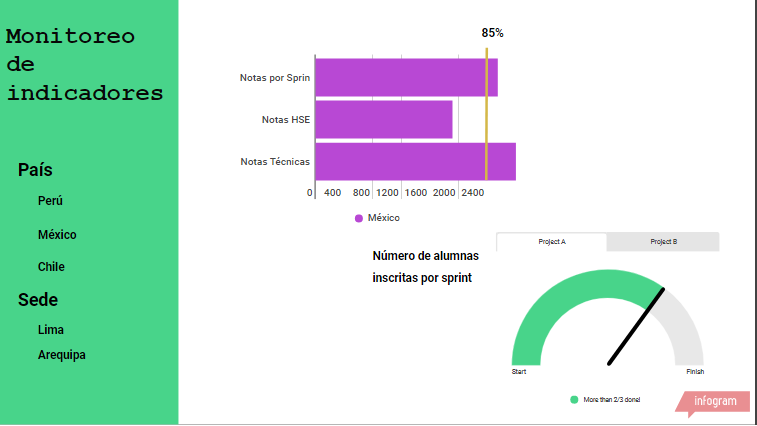 Monitoreo
de
indicadores
País
Perú
México
Chile
Sede
Lima
Arequipa
85%
Notas por Sprin
Notas HSE
Notas Técnicas
0 400 800 1200 1600 2000 2400
México
Número de alumnas
inscritas por sprint
Project A Project B
Start Finish
More than 2/3 done!
infogram